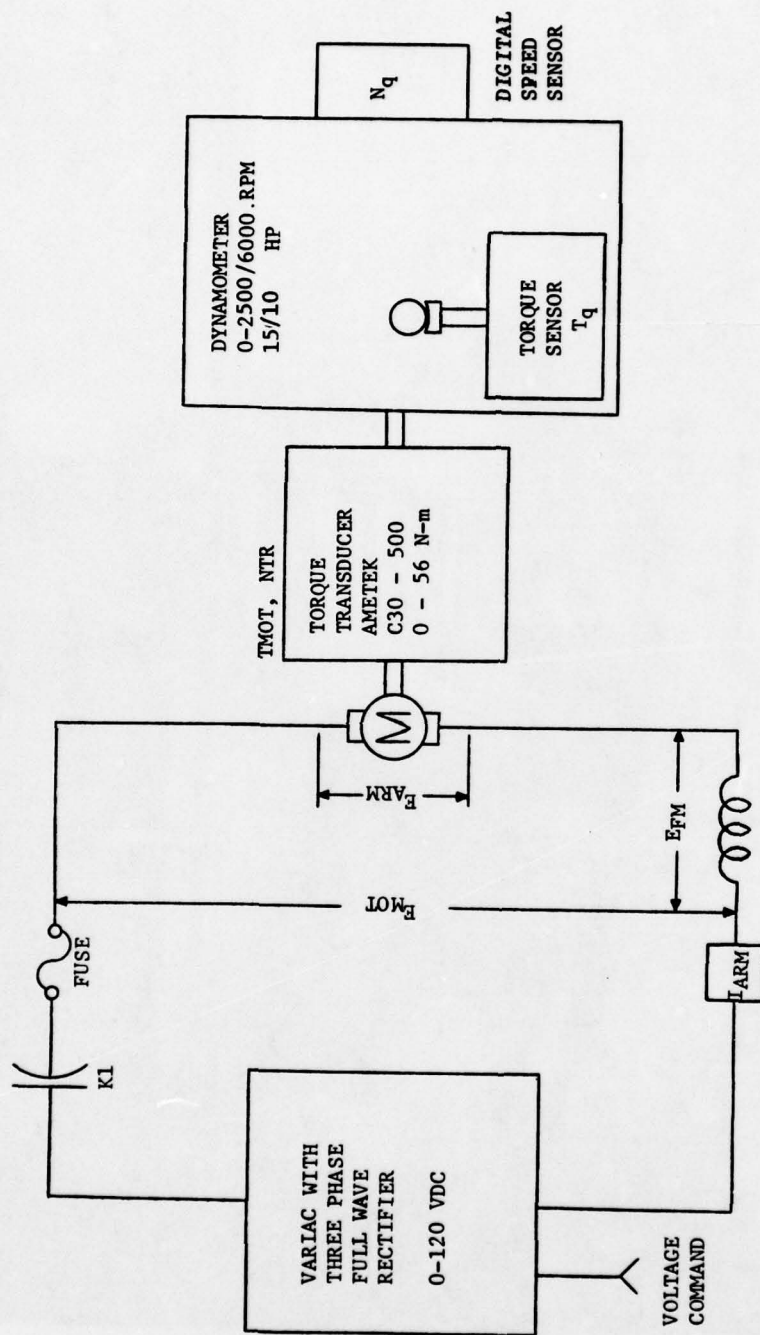 VARIAC WITH
THREE PHASE
FULL WAVE
RECTIFIER
0-120 VDC
VOLTAGE
COMMAND
K1
FUSE
EMOT
IARM
EFM
EARM
M
TMOT, NTR
TORQUE
TRANSDUCER
AMETEK
C30 - 500
0 - 56 N-m
DYNAMOMETER
0-2500/6000.RPM
15/10 HP
TORQUE
SENSOR
Tq
Nq
DIGITAL
SPEED
SENSOR